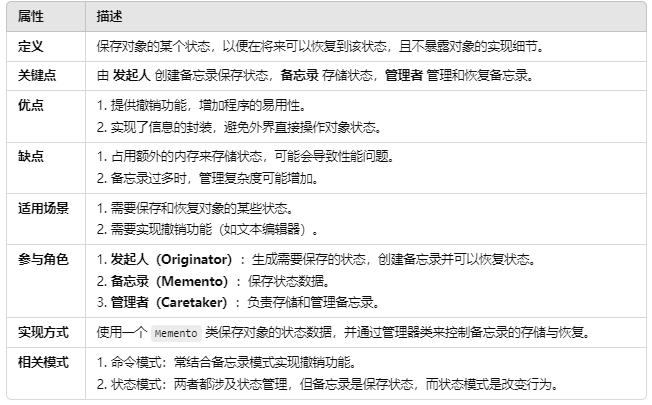 属性 描述
定义 保存对象的某个状态，以便在将来可以恢复到该状态，且不暴露对象的实现细节。
关键点 由 发起人 创建备忘录保存状态，备忘录 存储状态，管理者 管理和恢复备忘录。
优点 1. 提供撤销功能，增加程序的易用性。
2. 实现了信息的封装，避免外界直接操作对象状态。
缺点 1. 占用额外的内存来存储状态，可能会导致性能问题。
2. 备忘录过多时，管理复杂度可能增加。
适用场景 1. 需要保存和恢复对象的某些状态。
2. 需要实现撤销功能（如文本编辑器）。
参与角色 1. 发起人（Originator）：生成需要保存的状态，创建备忘录并可以恢复状态。
2. 备忘录（Memento）：保存状态数据。
3. 管理者（Caretaker）：负责存储和管理备忘录。
实现方式 使用一个 Memento 类保存对象的状态数据，并通过管理器类来控制备忘录的存储与恢复。
相关模式 1. 命令模式：常结合备忘录模式实现撤销功能。
2. 状态模式：两者都涉及状态管理，但备忘录是保存状态，而状态模式是改变行为。